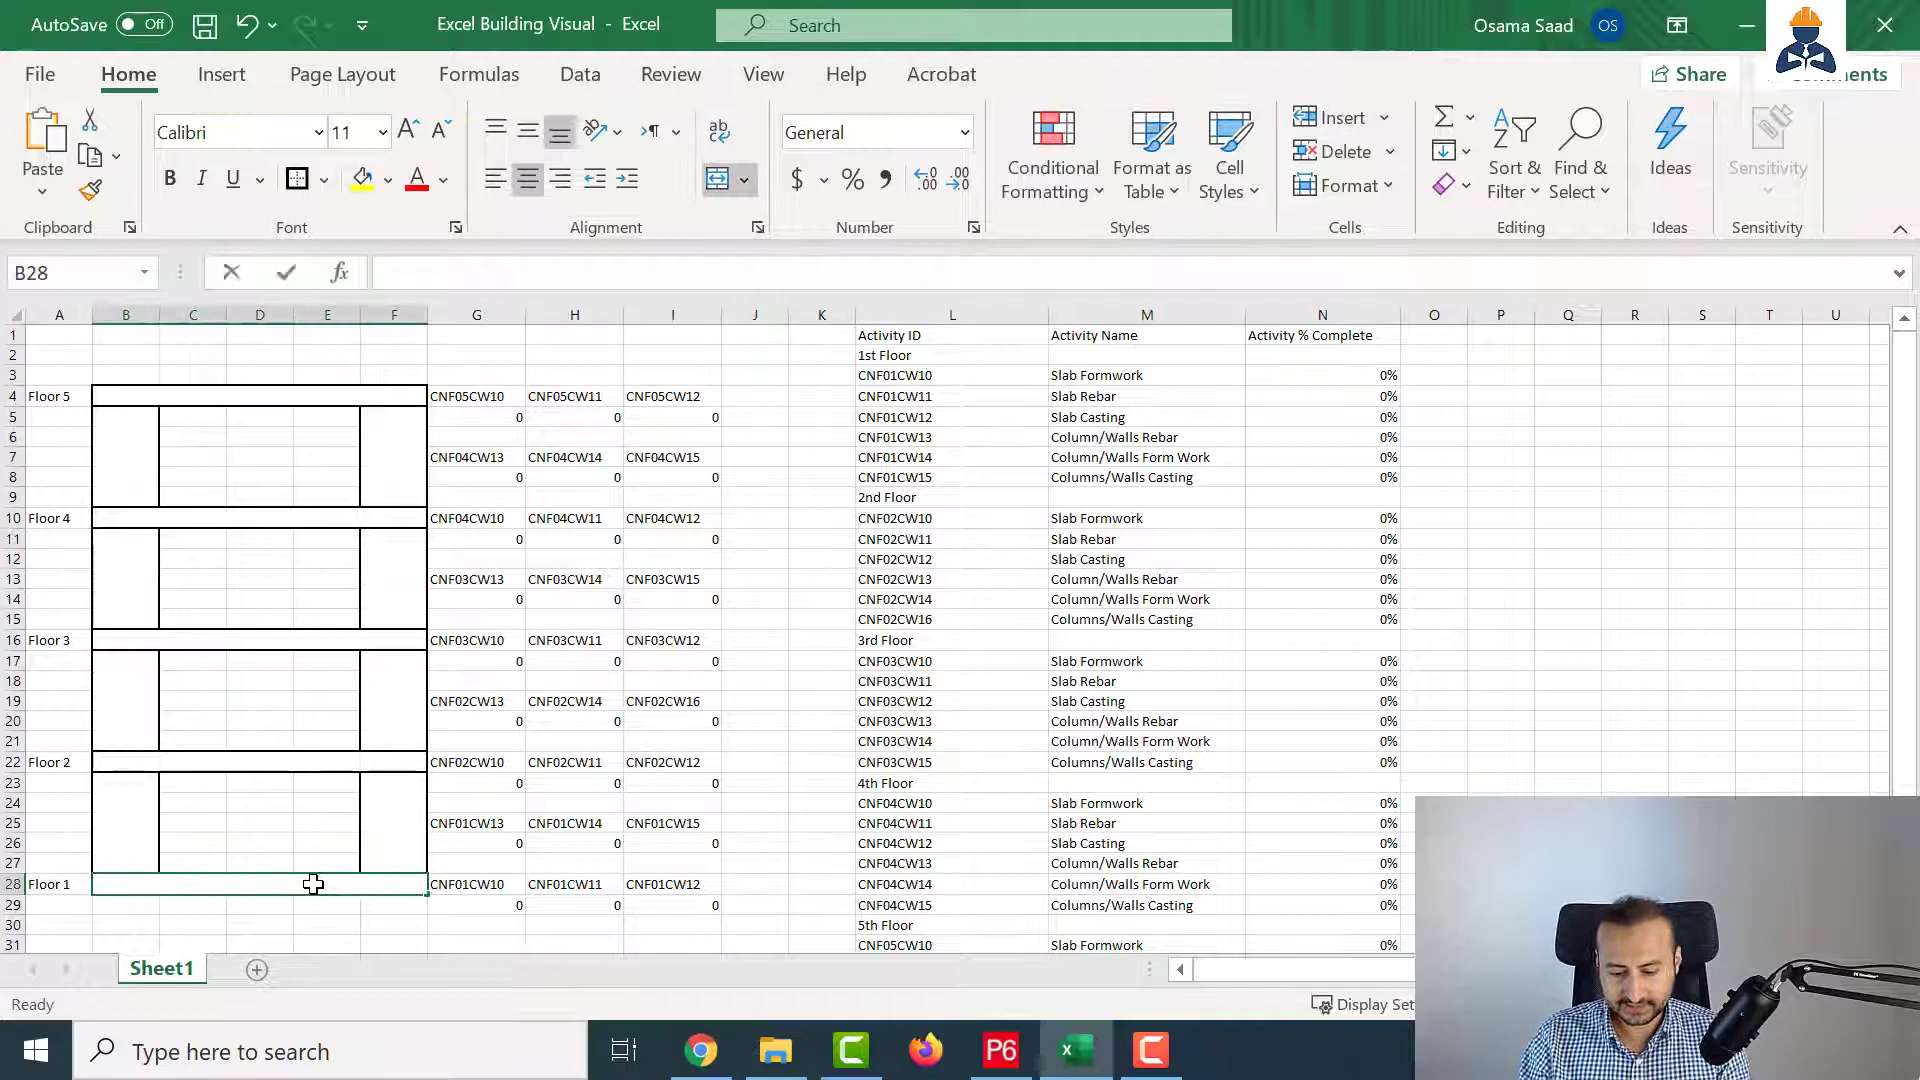 AutoSave Off Excel Building Visual - Excel Search Osama Saad OS
File Home Insert Page Layout Formulas Data Review View Help Acrobat Share
Calibri 11 General Insert
Paste Conditional Formatting Format as Table Cell Styles Delete Sort & Filter Find & Select Ideas Sensitivity
Format
Clipboard Font Alignment Number Styles Cells Editing Ideas Sensitivity
B28 fx
A B C D E F G H I J K L M N O P Q R S T U
1 Activity ID Activity Name Activity % Complete
2 1st Floor
3 CNF01CW10 Slab Formwork 0%
4 Floor 5 CNF05CW10 CNF05CW11 CNF05CW12 CNF01CW11 Slab Rebar 0%
5 0 0 0 CNF01CW12 Slab Casting 0%
6 CNF01CW13 Column/Walls Rebar 0%
7 CNF04CW13 CNF04CW14 CNF04CW15 CNF01CW14 Column/Walls Form Work 0%
8 0 0 0 CNF01CW15 Columns/Walls Casting 0%
9 2nd Floor
10 Floor 4 CNF04CW10 CNF04CW11 CNF04CW12 CNF02CW10 Slab Formwork 0%
11 0 0 0 CNF02CW11 Slab Rebar 0%
12 CNF02CW12 Slab Casting 0%
13 CNF03CW13 CNF03CW14 CNF03CW15 CNF02CW13 Column/Walls Rebar 0%
14 0 0 0 CNF02CW14 Column/Walls Form Work 0%
15 CNF02CW16 Columns/Walls Casting 0%
16 Floor 3 CNF03CW10 CNF03CW11 CNF03CW12 3rd Floor
17 0 0 0 CNF03CW10 Slab Formwork 0%
18 CNF03CW11 Slab Rebar 0%
19 CNF02CW13 CNF02CW14 CNF02CW16 CNF03CW12 Slab Casting 0%
20 0 0 0 CNF03CW13 Column/Walls Rebar 0%
21 CNF03CW14 Column/Walls Form Work 0%
22 Floor 2 CNF02CW10 CNF02CW11 CNF02CW12 CNF03CW15 Columns/Walls Casting 0%
23 0 0 0 4th Floor
24 CNF04CW10 Slab Formwork 0%
25 CNF01CW13 CNF01CW14 CNF01CW15 CNF04CW11 Slab Rebar 0%
26 0 0 0 CNF04CW12 Slab Casting 0%
27 CNF04CW13 Column/Walls Rebar 0%
28 Floor 1 CNF01CW10 CNF01CW11 CNF01CW12 CNF04CW14 Column/Walls Form Work 0%
29 0 0 0 CNF04CW15 Columns/Walls Casting 0%
30 5th Floor
31 CNF05CW10 Slab Formwork 0%
Sheet1
Ready Display Set
Type here to search P6